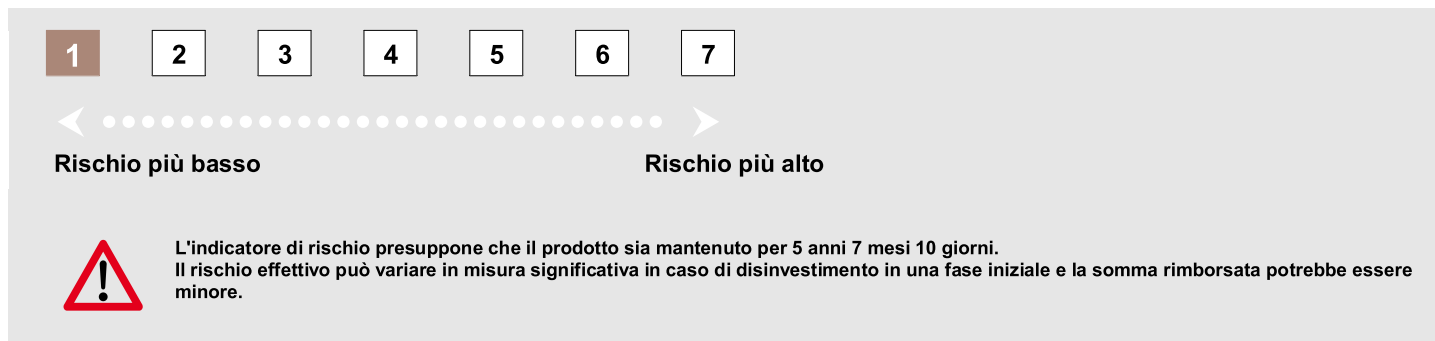 1 2 3 4 5 6 7
Rischio più basso Rischio più alto
L'indicatore di rischio presuppone che il prodotto sia mantenuto per 5 anni 7 mesi 10 giorni.
Il rischio effettivo può variare in misura significativa in caso di disinvestimento in una fase iniziale e la somma rimborsata potrebbe essere
minore.